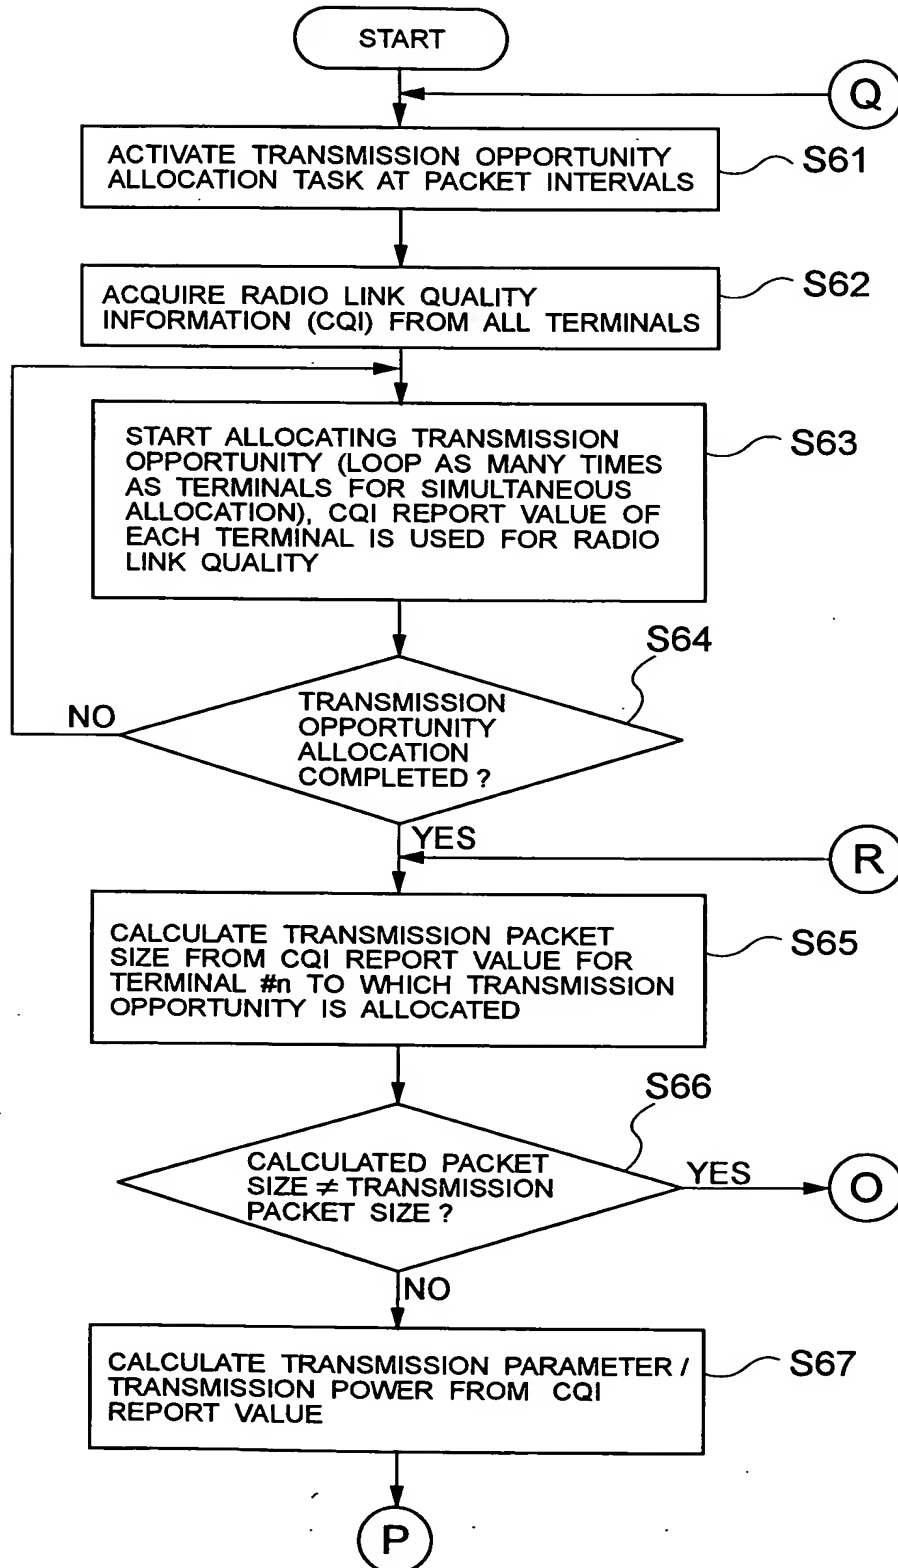 START
Q
ACTIVATE TRANSMISSION OPPORTUNITY
ALLOCATION TASK AT PACKET INTERVALS
S61
ACQUIRE RADIO LINK QUALITY
INFORMATION (CQI) FROM ALL TERMINALS
S62
START ALLOCATING TRANSMISSION
OPPORTUNITY (LOOP AS MANY TIMES
AS TERMINALS FOR SIMULTANEOUS
ALLOCATION), CQI REPORT VALUE OF
EACH TERMINAL IS USED FOR RADIO
LINK QUALITY
S63
S64
TRANSMISSION
OPPORTUNITY
ALLOCATION
COMPLETED ?
NO
YES
R
CALCULATE TRANSMISSION PACKET
SIZE FROM CQI REPORT VALUE FOR
TERMINAL #n TO WHICH TRANSMISSION
OPPORTUNITY IS ALLOCATED
S65
S66
CALCULATED PACKET
SIZE ≠ TRANSMISSION
PACKET SIZE ?
YES
O
NO
CALCULATE TRANSMISSION PARAMETER /
TRANSMISSION POWER FROM CQI
REPORT VALUE
S67
P